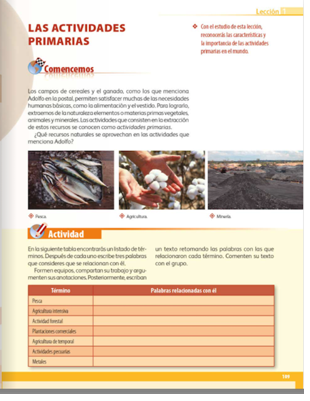 Lección 1
LAS ACTIVIDADES
PRIMARIAS
Con el estudio de esta lección,
reconocerás las características y
la importancia de las actividades
primarias en el mundo.
Comencemos
Los campos de cereales y el ganado, como los que menciona
Adolfo en la postal, permiten satisfacer muchas de las necesidades
humanas básicas, como la alimentación y el vestido. Para lograrlo,
extraemos de la naturaleza elementos o materias primas vegetales,
animales y minerales. Las actividades que consisten en la extracción
de estos recursos se conocen como actividades primarias.
¿Qué recursos naturales se aprovechan en las actividades que
menciona Adolfo?
Pesca
Agricultura
Minería
Actividad
En la siguiente tabla encontrarás un listado de tér-
minos. Después de cada uno escribe tres palabras
que consideres que se relacionan con él.
Formen equipos, compartan su trabajo y argu-
menten sus anotaciones. Posteriormente, escriban
un texto retomando las palabras con las que
relacionaron cada término. Comenten su texto
con el grupo.
Término Palabras relacionadas con él
Pesca
Agricultura intensiva
Actividad forestal
Plantaciones comerciales
Agricultura de temporal
Actividades pecuarias
Metales